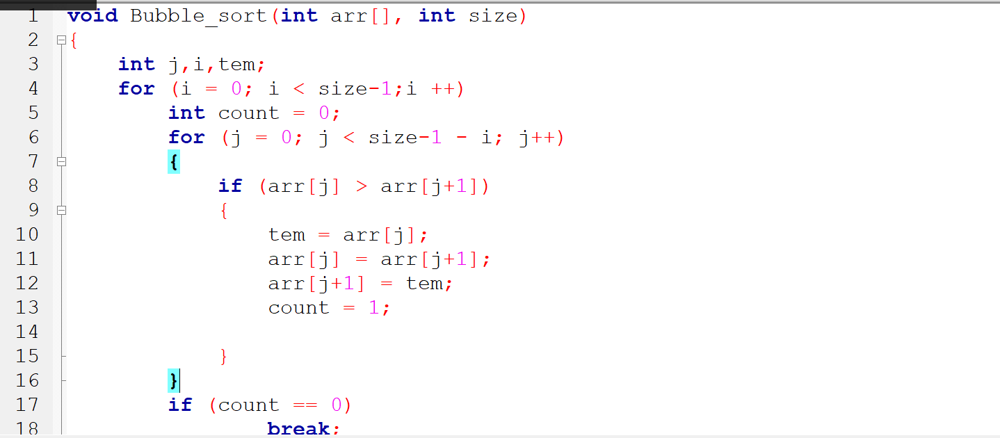 1 void Bubble_sort(int arr[], int size)
2 {
3 int j,i,tem;
4 for (i = 0; i < size-1;i ++)
5 int count = 0;
6 for (j = 0; j < size-1 - i; j++)
7 {
8 if (arr[j] > arr[j+1])
9 {
10 tem = arr[j];
11 arr[j] = arr[j+1];
12 arr[j+1] = tem;
13 count = 1;
14
15 }
16 }
17 if (count == 0)
18 break;